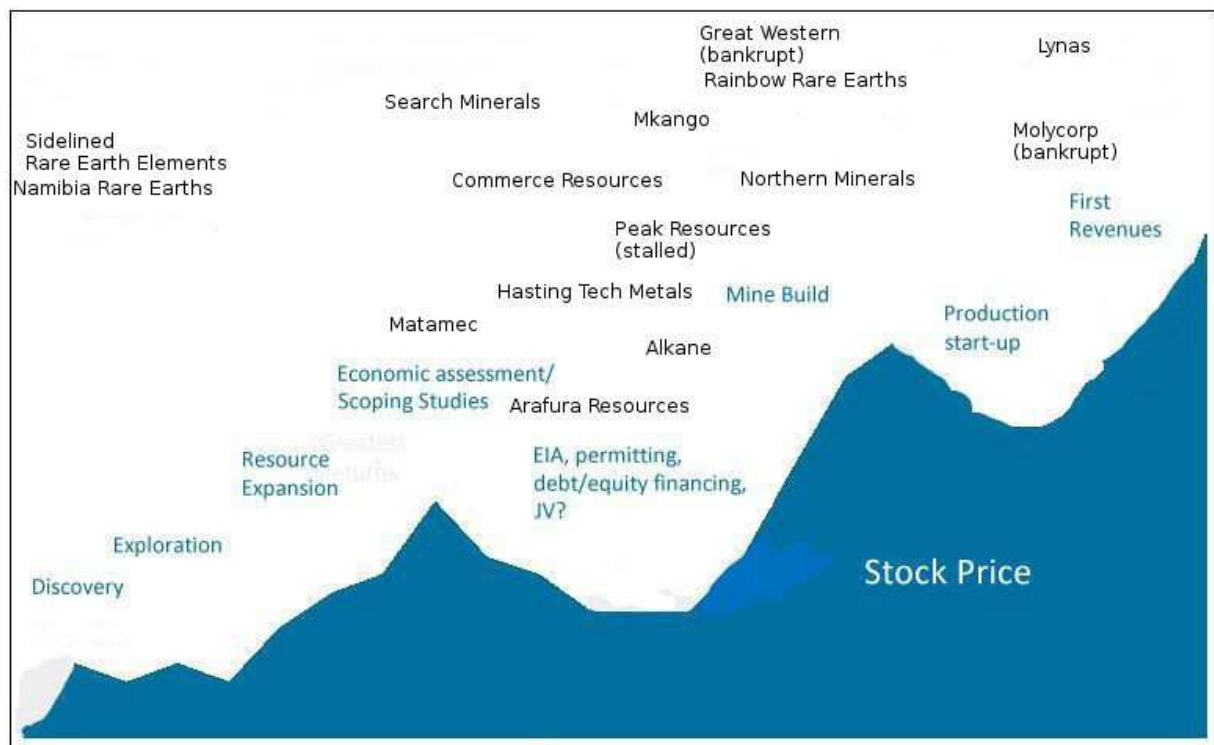 Great Western
(bankrupt)
Rainbow Rare Earths
Lynas
Search Minerals
Mkango
Molycorp
(bankrupt)
Sidelined
Rare Earth Elements
Namibia Rare Earths
Commerce Resources
Northern Minerals
First
Revenues
Peak Resources
(stalled)
Hasting Tech Metals
Mine Build
Production
start-up
Matamec
Alkane
Economic assessment/
Scoping Studies
Arafura Resources
Greatest
Returns
Resource
Expansion
EIA, permitting,
debt/equity financing,
JV?
Exploration
Discovery
Stock Price